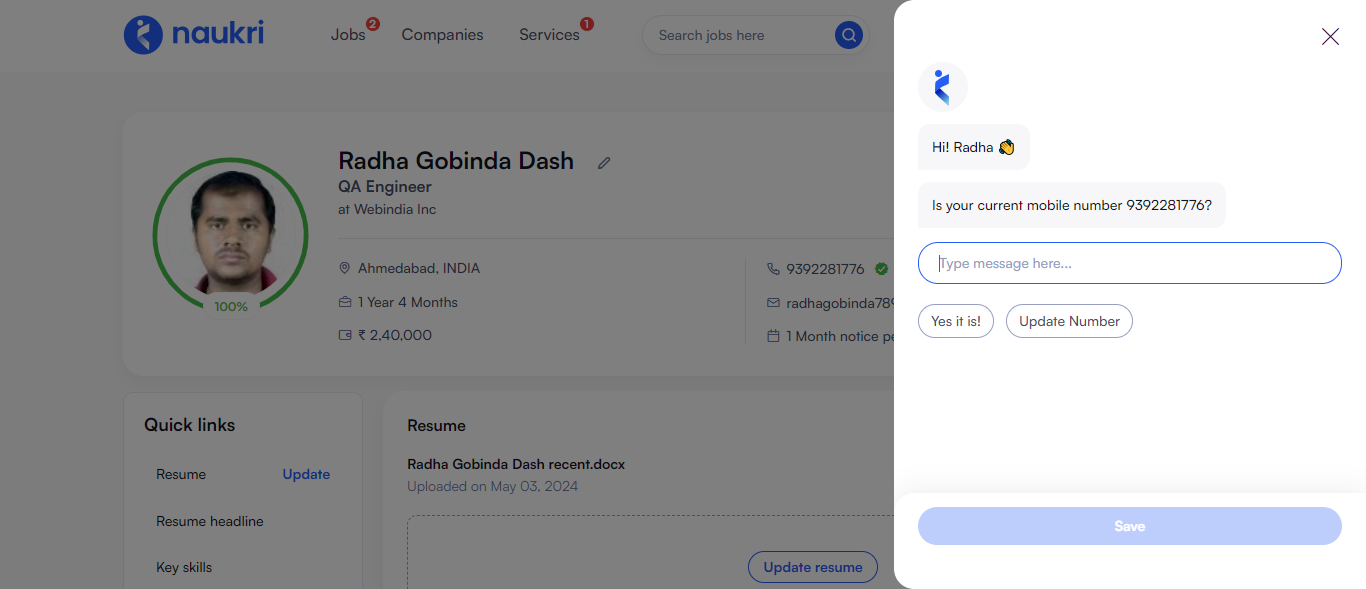 naukri
Jobs 2
Companies
Services 1
Search jobs here
Radha Gobinda Dash
QA Engineer
at Webindia Inc
Ahmedabad, INDIA
1 Year 4 Months
₹ 2,40,000
9392281776
radhagobinda789
1 Month notice pe
100%
Quick links
Resume Update
Resume headline
Key skills
Resume
Radha Gobinda Dash recent.docx
Uploaded on May 03, 2024
Update resume
Hi! Radha 👏
Is your current mobile number 9392281776?
Type message here...
Yes it is!
Update Number
Save